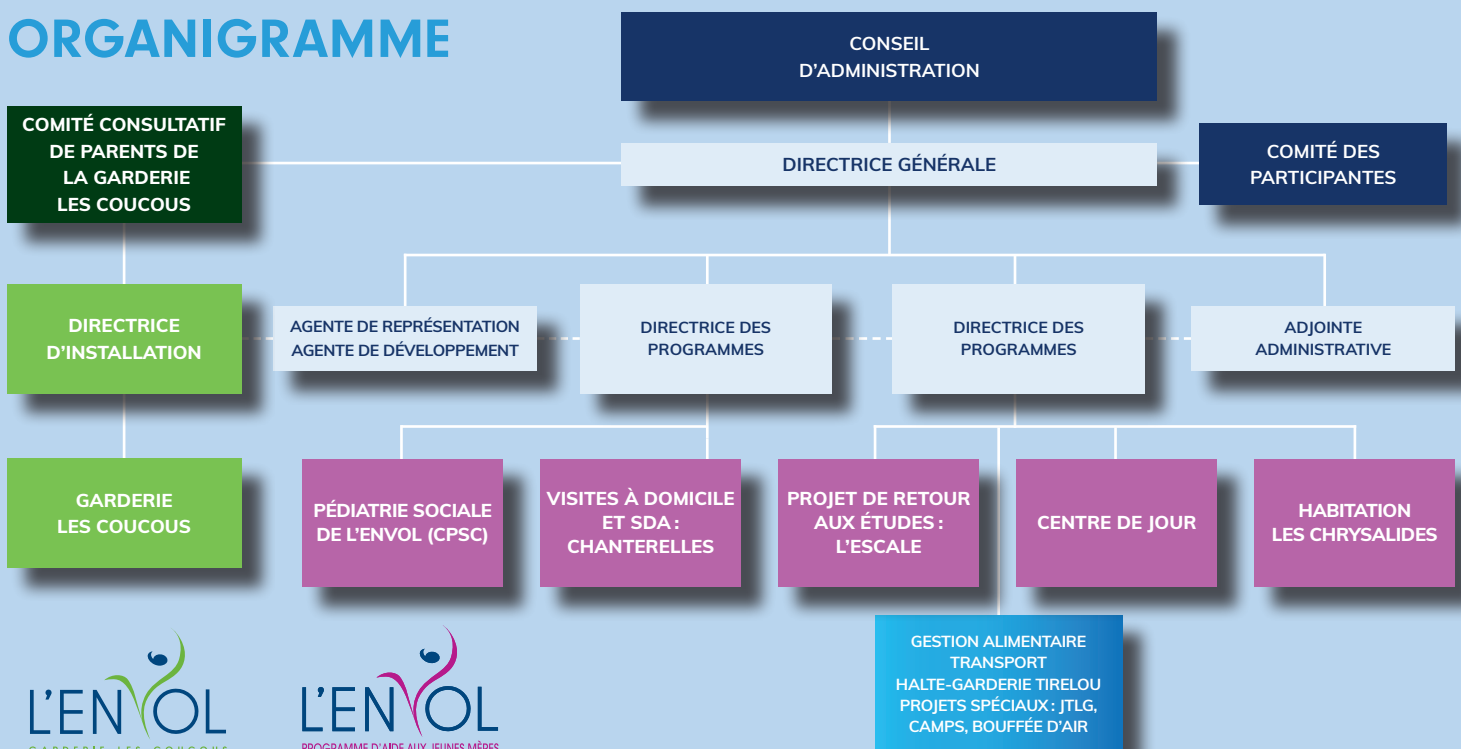 ORGANIGRAMME
CONSEIL
D'ADMINISTRATION
COMITÉ CONSULTATIF
DE PARENTS DE
LA GARDERIE
LES COUCOUS
DIRECTRICE GÉNÉRALE
COMITÉ DES
PARTICIPANTES
DIRECTRICE
D'INSTALLATION
AGENTE DE REPRÉSENTATION
AGENTE DE DÉVELOPPEMENT
DIRECTRICE DES
PROGRAMMES
DIRECTRICE DES
PROGRAMMES
ADJOINTE
ADMINISTRATIVE
GARDERIE
LES COUCOUS
PÉDIATRIE SOCIALE
DE L'ENVOL (CPSC)
VISITES À DOMICILE
ET SDA :
CHANTERELLES
PROJET DE RETOUR
AUX ÉTUDES :
L'ESCALE
CENTRE DE JOUR
HABITATION
LES CHRYSALIDES
GESTION ALIMENTAIRE
TRANSPORT
HALTE-GARDERIE TIRELOU
PROJETS SPÉCIAUX : JTLG,
CAMPS, BOUFFÉE D'AIR
L'ENVOL
GARDERIE LES COUCOUS
L'ENVOL
PROGRAMME D'AIDE AUX JEUNES MÈRES